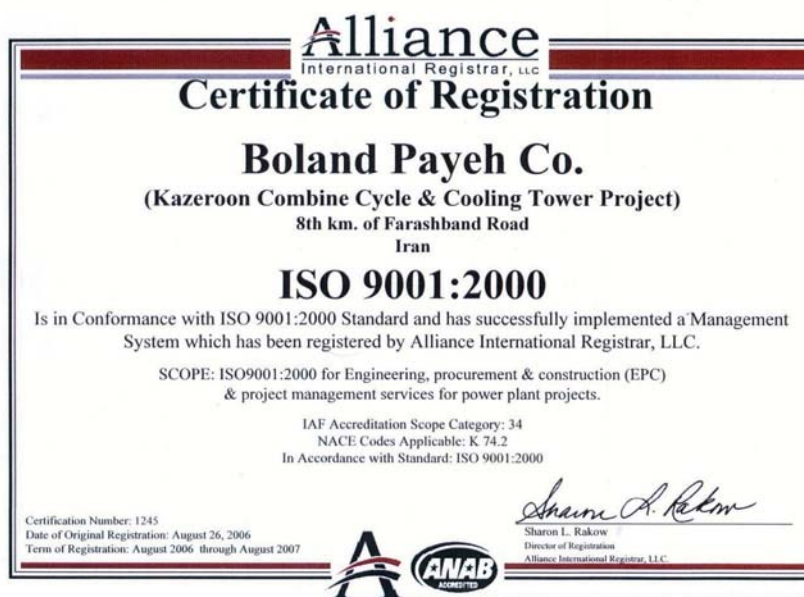 Alliance
International Registrar, LLC
Certificate of Registration
Boland Payeh Co.
(Kazeroon Combine Cycle & Cooling Tower Project)
8th km. of Farashband Road
Iran
ISO 9001:2000
Is in Conformance with ISO 9001:2000 Standard and has successfully implemented a Management
System which has been registered by Alliance International Registrar, LLC.
SCOPE: ISO9001:2000 for Engineering, procurement & construction (EPC)
& project management services for power plant projects.
IAF Accreditation Scope Category: 34
NACE Codes Applicable: K 74.2
In Accordance with Standard: ISO 9001:2000
Certification Number: 1245
Date of Original Registration: August 26, 2006
Term of Registration: August 2006 through August 2007
Sharon L. Rakow
Sharon L. Rakow
Director of Registration
Alliance International Registrar, LLC.
A
ANAB
ACCREDITED